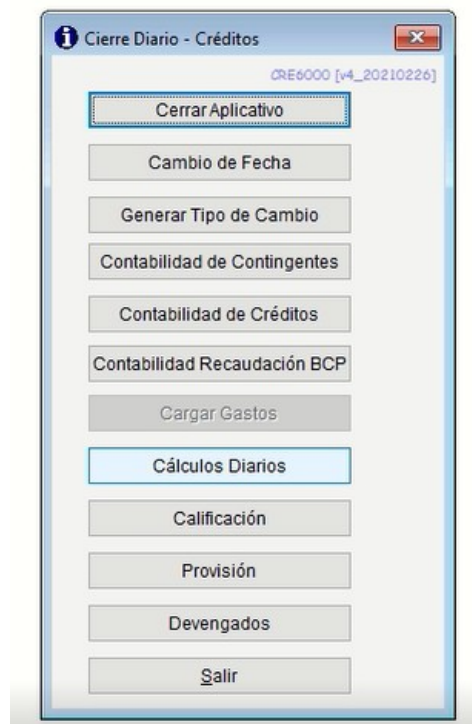 Cierre Diario - Créditos
CRE6000 [v4_20210226]
Cerrar Aplicativo
Cambio de Fecha
Generar Tipo de Cambio
Contabilidad de Contingentes
Contabilidad de Créditos
Contabilidad Recaudación BCP
Cargar Gastos
Cálculos Diarios
Calificación
Provisión
Devengados
Salir